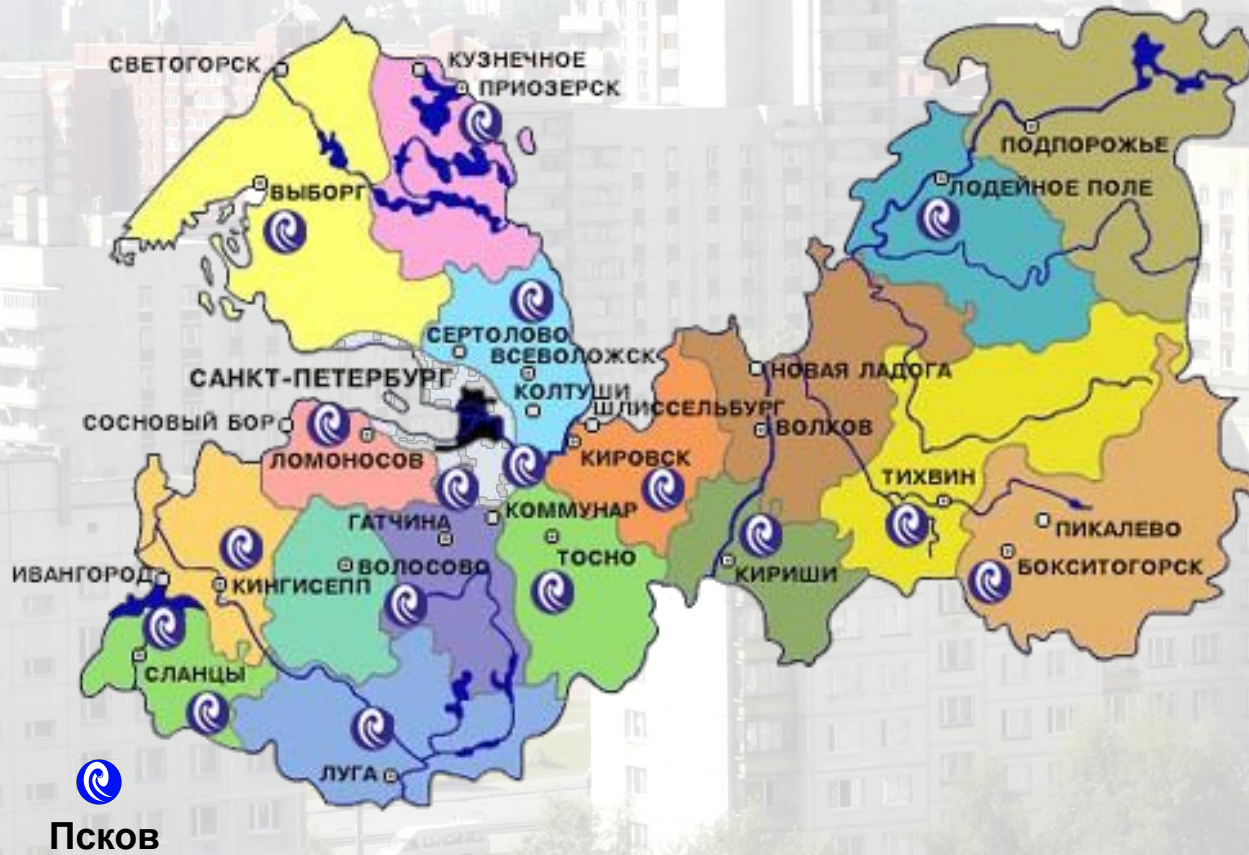 СВЕТОГОРСК
КУЗНЕЧНОЕ
ПРИОЗЕРСК
ПОДПОРОЖЬЕ
ВЫБОРГ
ЛОДЕЙНОЕ ПОЛЕ
СЕРТОЛОВО
ВСЕВОЛОЖСК
САНКТ-ПЕТЕРБУРГ
НОВАЯ ЛАДОГА
КОЛТУШИ
ШЛИССЕЛЬБУРГ
СОСНОВЫЙ БОР
ВОЛХОВ
ЛОМОНОСОВ
КИРОВСК
ТИХВИН
КОММУНАР
ГАТЧИНА
ПИКАЛЕВО
ТОСНО
ВОЛОСОВО
БОКСИТОГОРСК
ИВАНГОРОД
КИНГИСЕПП
КИРИШИ
СЛАНЦЫ
ЛУГА
Псков